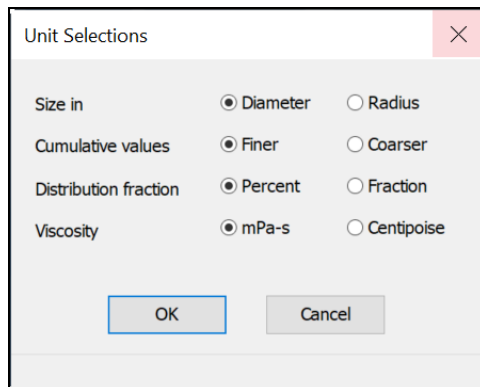 Unit Selections
Size in Diameter Radius
Cumulative values Finer Coarser
Distribution fraction Percent Fraction
Viscosity mPa-s Centipoise
OK Cancel